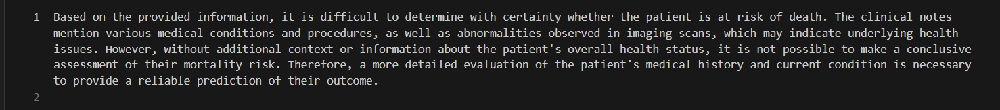 1 Based on the provided information, it is difficult to determine with certainty whether the patient is at risk of death. The clinical notes
mention various medical conditions and procedures, as well as abnormalities observed in imaging scans, which may indicate underlying health
issues. However, without additional context or information about the patient's overall health status, it is not possible to make a conclusive
assessment of their mortality risk. Therefore, a more detailed evaluation of the patient's medical history and current condition is necessary
to provide a reliable prediction of their outcome.
2